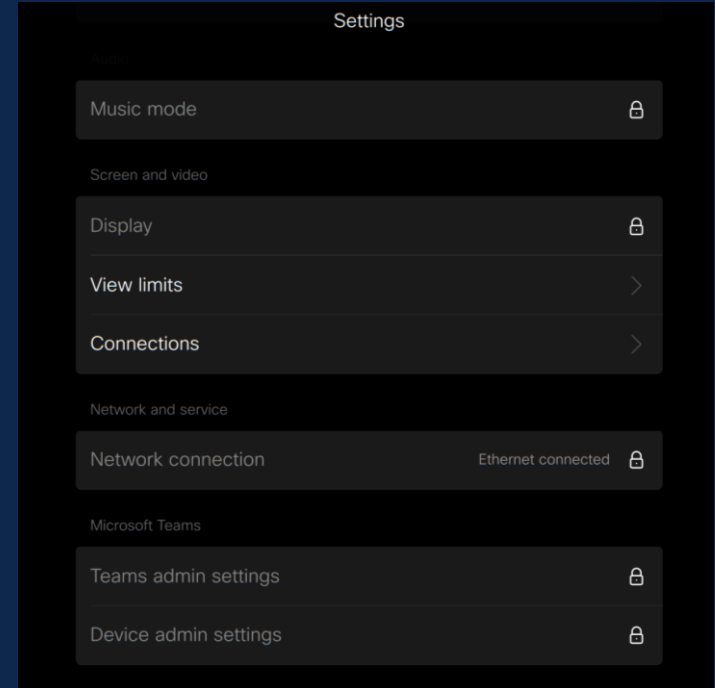 Settings
Audio
Music mode
Screen and video
Display
View limits
Connections
Network and service
Network connection Ethernet connected
Microsoft Teams
Teams admin settings
Device admin settings